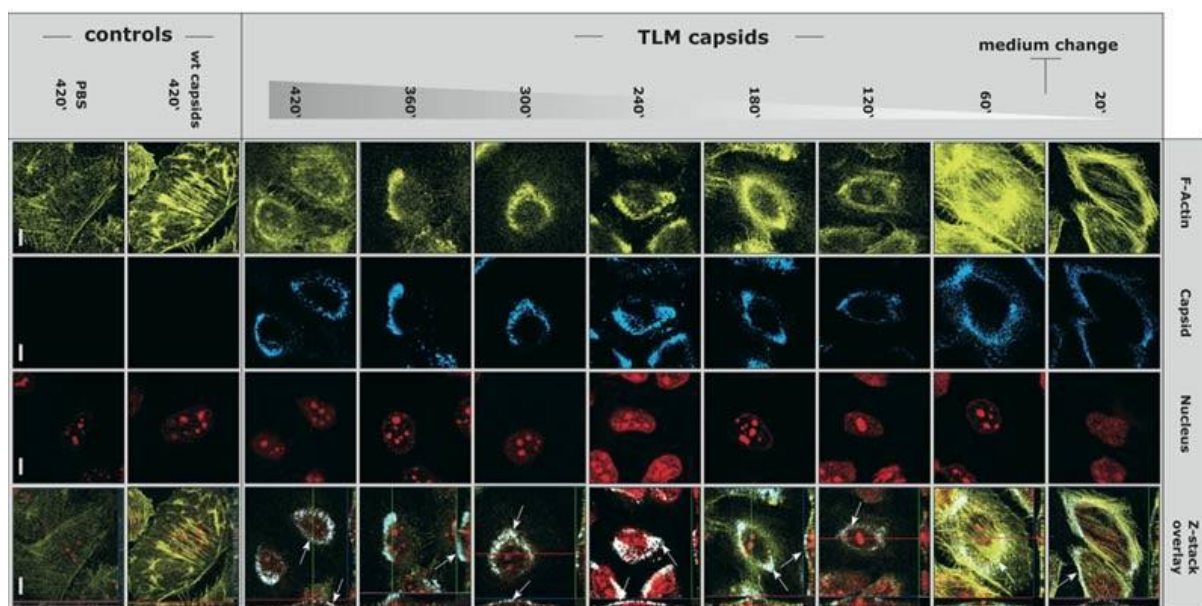 controls
TLM capsids
medium change
PBS
420'
wt capsids
420'
420'
360'
300'
240'
180'
120'
60'
20'
F-Actin
Capsid
Nucleus
Z-stack
overlay